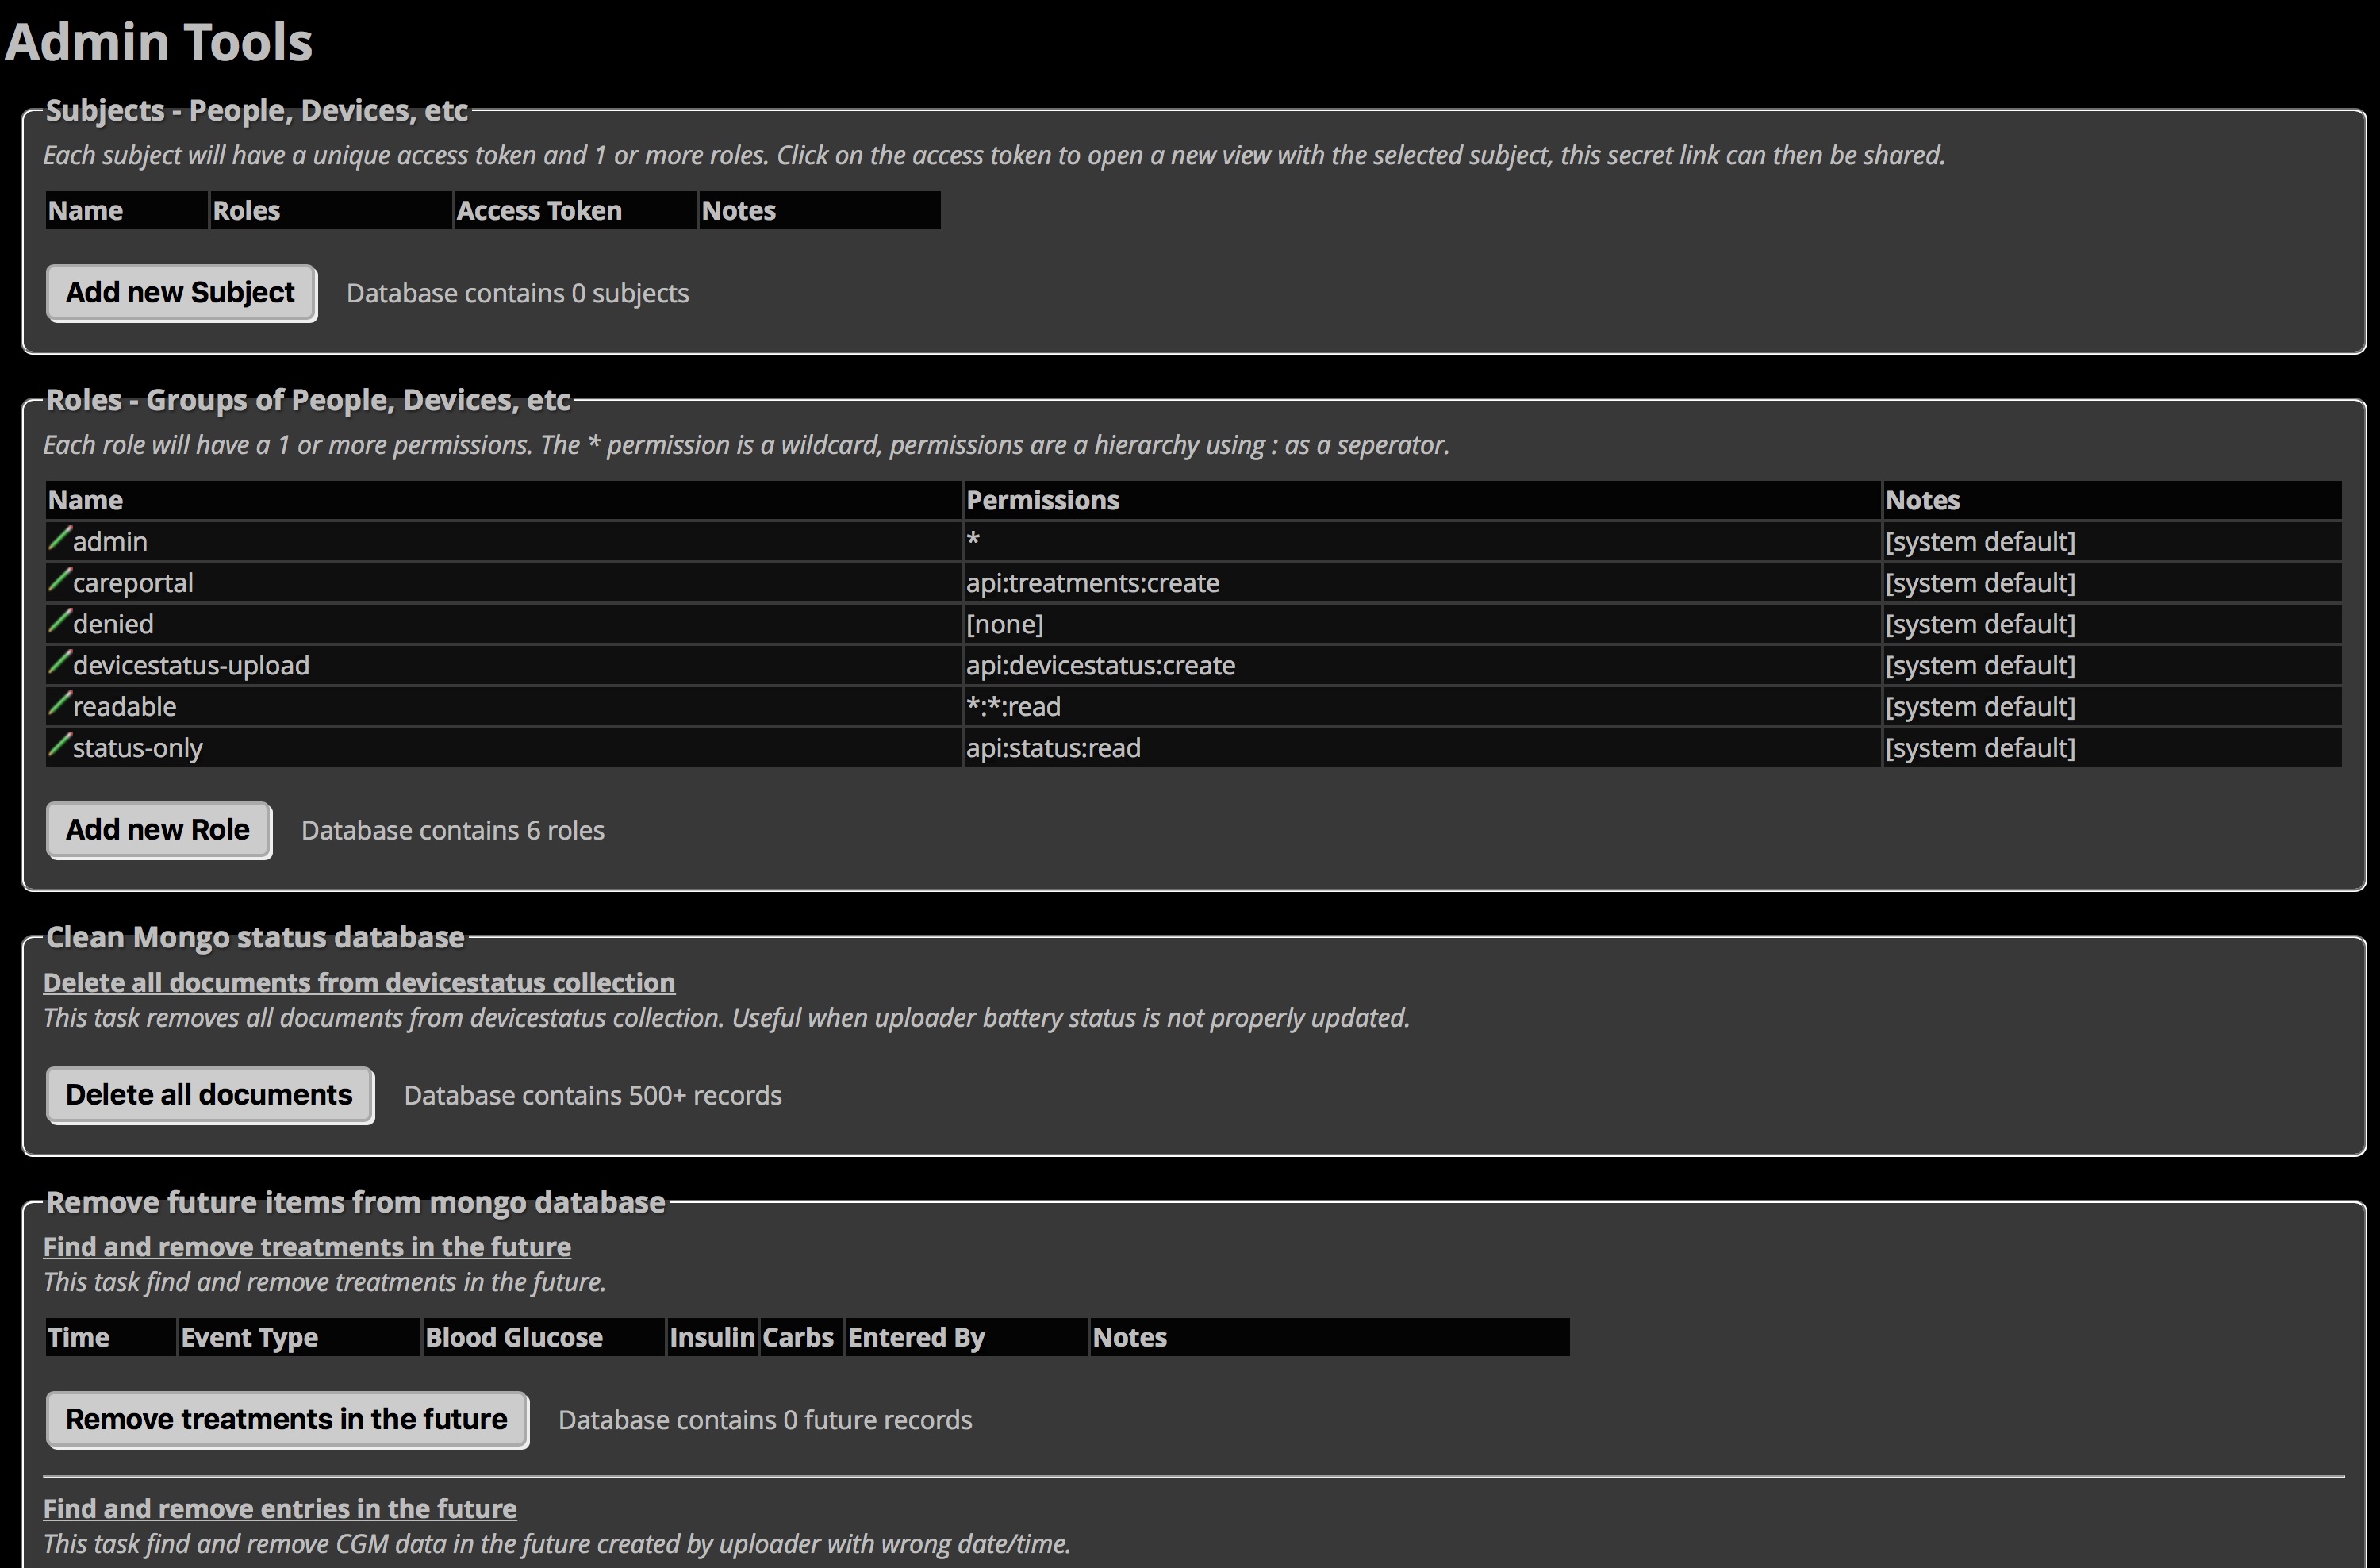 Admin Tools
Subjects - People, Devices, etc
Each subject will have a unique access token and 1 or more roles. Click on the access token to open a new view with the selected subject, this secret link can then be shared.
Name Roles Access Token Notes
Add new Subject Database contains 0 subjects
Roles - Groups of People, Devices, etc
Each role will have a 1 or more permissions. The * permission is a wildcard, permissions are a hierarchy using : as a seperator.
Name Permissions Notes
admin * [system default]
careportal api:treatments:create [system default]
denied [none] [system default]
devicestatus-upload api:devicestatus:create [system default]
readable *:*:read [system default]
status-only api:status:read [system default]
Add new Role Database contains 6 roles
Clean Mongo status database
Delete all documents from devicestatus collection
This task removes all documents from devicestatus collection. Useful when uploader battery status is not properly updated.
Delete all documents Database contains 500+ records
Remove future items from mongo database
Find and remove treatments in the future
This task find and remove treatments in the future.
Time Event Type Blood Glucose Insulin Carbs Entered By Notes
Remove treatments in the future Database contains 0 future records
Find and remove entries in the future
This task find and remove CGM data in the future created by uploader with wrong date/time.